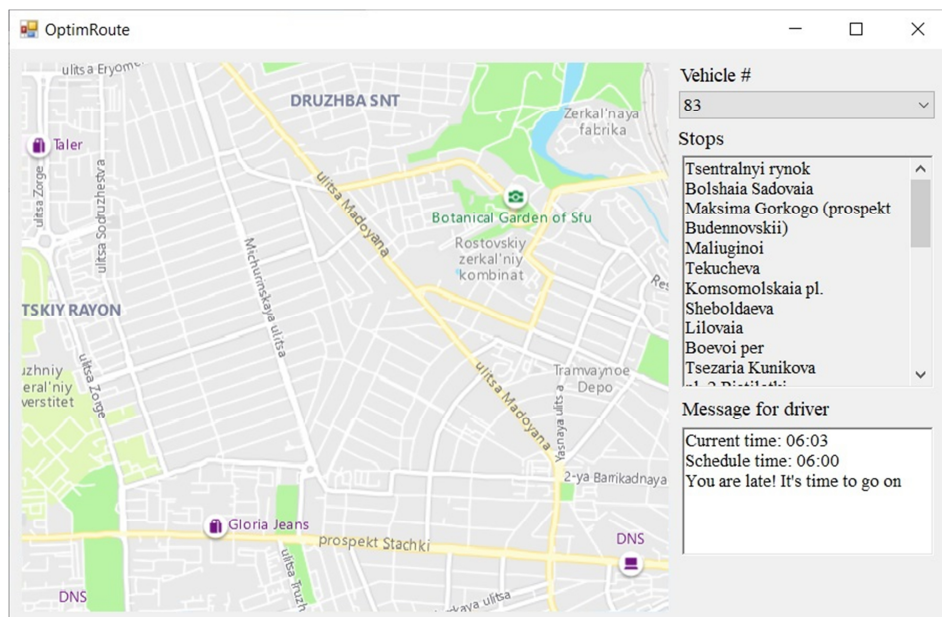 OptimRoute
Vehicle #
83
Stops
Tsentralnyi rynok
Bolshaia Sadovaia
Maksima Gorkogo (prospekt
Budennovskii)
Maliuginoi
Tekucheva
Komsomolskaia pl.
Sheboldaeva
Lilovaia
Boevoi per
Tsezaria Kunikova
Message for driver
Current time: 06:03
Schedule time: 06:00
You are late! It's time to go on
ulitsa Eryome
DRUZHBA SNT
Zerkal'naya
fabrika
Taler
ulitsa Zorge
ulitsa Sodruzhestva
ulitsa Madoyana
Botanical Garden of Sfu
Rostovskiy
zerkal'niy
kombinat
Michurinskaya ulitsa
Res
TSKIY RAYON
uzhniy
eral'niy
verstitet
ulitsa Zorge
ulitsa Madoyana
Tramvaynoe
Depo
2-ya Barrikadnaya
Gloria Jeans
prospekt Stachki
DNS
ulitsa Truzh
DNS
kaya ulitsa